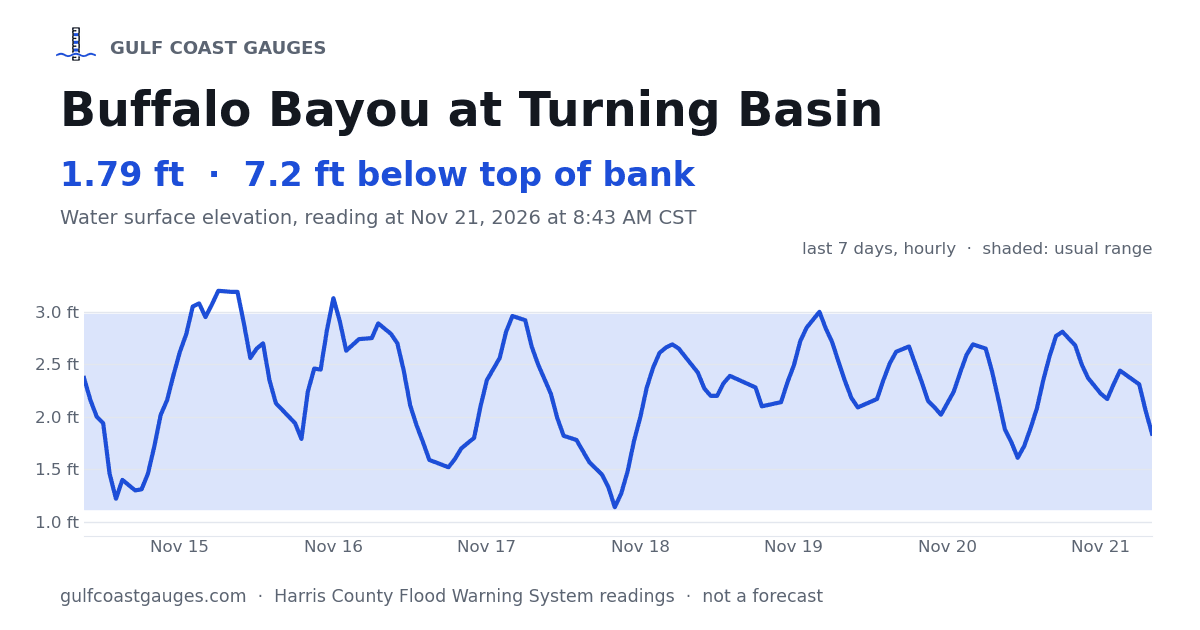 GULF COAST GAUGES
Buffalo Bayou at Turning Basin
1.79 ft · 7.2 ft below top of bank
Water surface elevation, reading at Nov 21, 2026 at 8:43 AM CST
last 7 days, hourly · shaded: usual range
3.0 ft
2.5 ft
2.0 ft
1.5 ft
1.0 ft
Nov 15 Nov 16 Nov 17 Nov 18 Nov 19 Nov 20 Nov 21
gulfcoastgauges.com · Harris County Flood Warning System readings · not a forecast